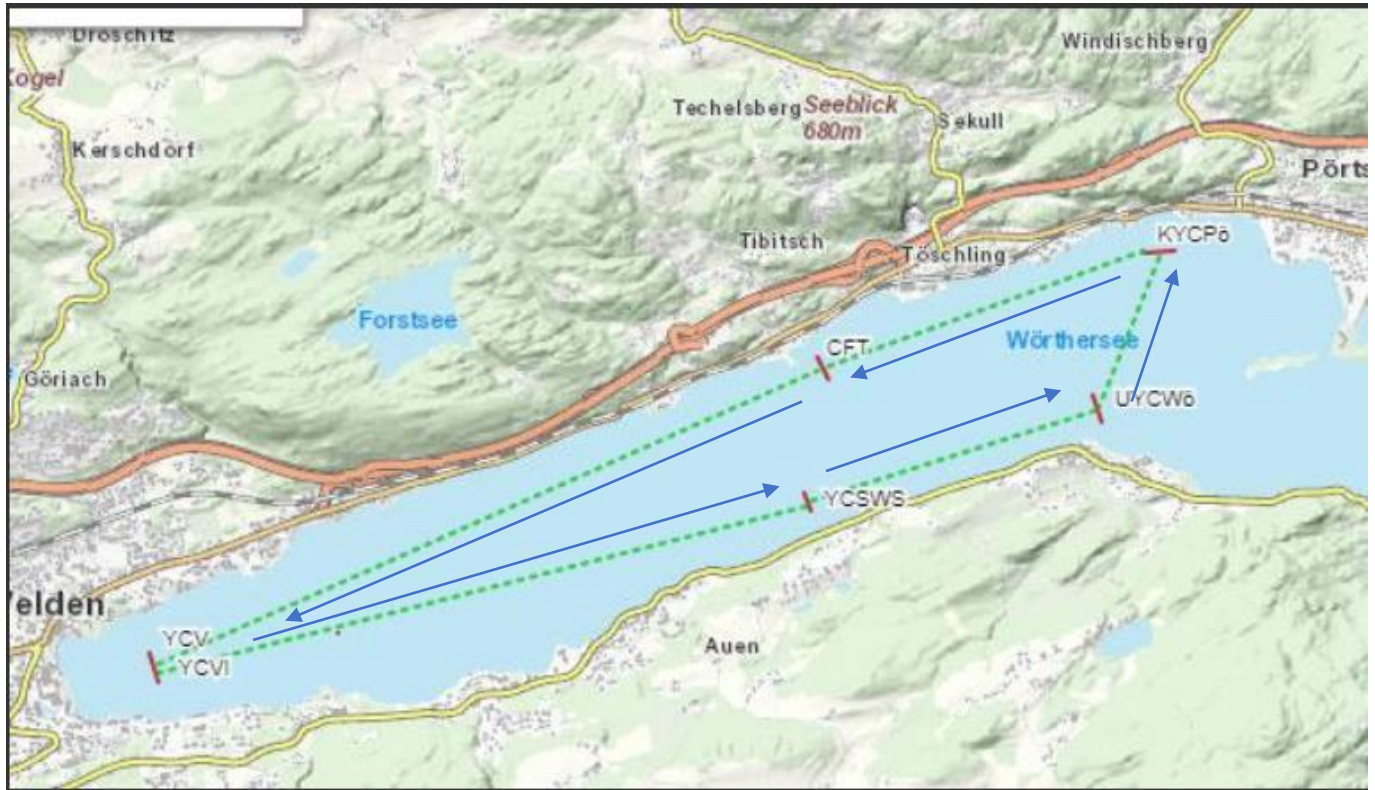 Droschitz
Windischberg
Kogel
Techelsberg Seeblick
680m
Sekull
Kerschdorf
Pörts
KYCPö
Tibitsch
Töschling
Forstsee
Wörthersee
CFT
Göriach
UYCWö
YCSWS
elden
YCV
YCVI
Auen